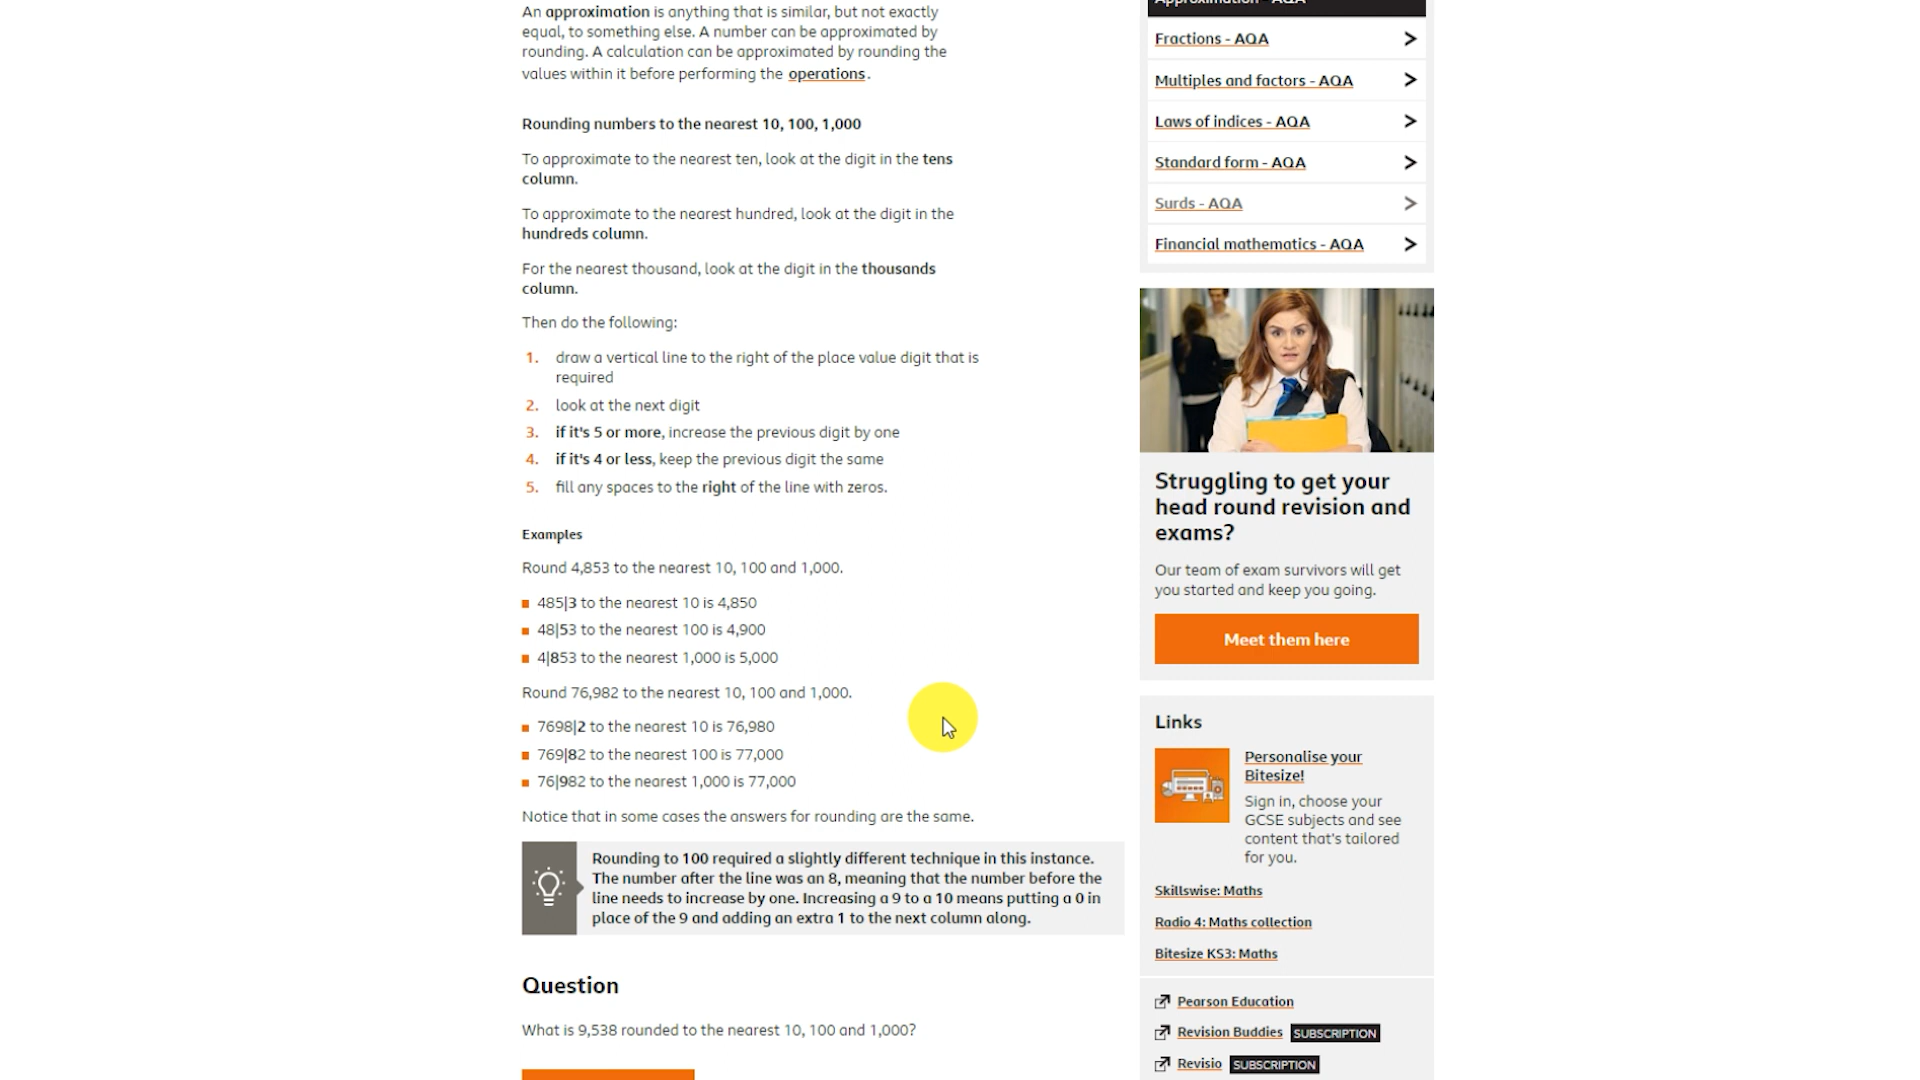 An approximation is anything that is similar, but not exactly
equal, to something else. A number can be approximated by
rounding. A calculation can be approximated by rounding the
values within it before performing the operations.
Rounding numbers to the nearest 10, 100, 1,000
To approximate to the nearest ten, look at the digit in the tens
column.
To approximate to the nearest hundred, look at the digit in the
hundreds column.
For the nearest thousand, look at the digit in the thousands
column.
Then do the following:
1. draw a vertical line to the right of the place value digit that is
required
2. look at the next digit
3. if it's 5 or more, increase the previous digit by one
4. if it's 4 or less, keep the previous digit the same
5. fill any spaces to the right of the line with zeros.
Examples
Round 4,853 to the nearest 10, 100 and 1,000.
485|3 to the nearest 10 is 4,850
48|53 to the nearest 100 is 4,900
4|853 to the nearest 1,000 is 5,000
Round 76,982 to the nearest 10, 100 and 1,000.
7698|2 to the nearest 10 is 76,980
769|82 to the nearest 100 is 77,000
76|982 to the nearest 1,000 is 77,000
Notice that in some cases the answers for rounding are the same.
Rounding to 100 required a slightly different technique in this instance.
The number after the line was an 8, meaning that the number before the
line needs to increase by one. Increasing a 9 to a 10 means putting a 0 in
place of the 9 and adding an extra 1 to the next column along.
Question
What is 9,538 rounded to the nearest 10, 100 and 1,000?
Approximation - AQA
Fractions - AQA
Multiples and factors - AQA
Laws of indices - AQA
Standard form - AQA
Surds - AQA
Financial mathematics - AQA
Struggling to get your
head round revision and
exams?
Our team of exam survivors will get
you started and keep you going.
Meet them here
Links
Personalise your
Bitesize!
Sign in, choose your
GCSE subjects and see
content that's tailored
for you.
Skillswise: Maths
Radio 4: Maths collection
Bitesize KS3: Maths
Pearson Education
Revision Buddies SUBSCRIPTION
Revisio SUBSCRIPTION